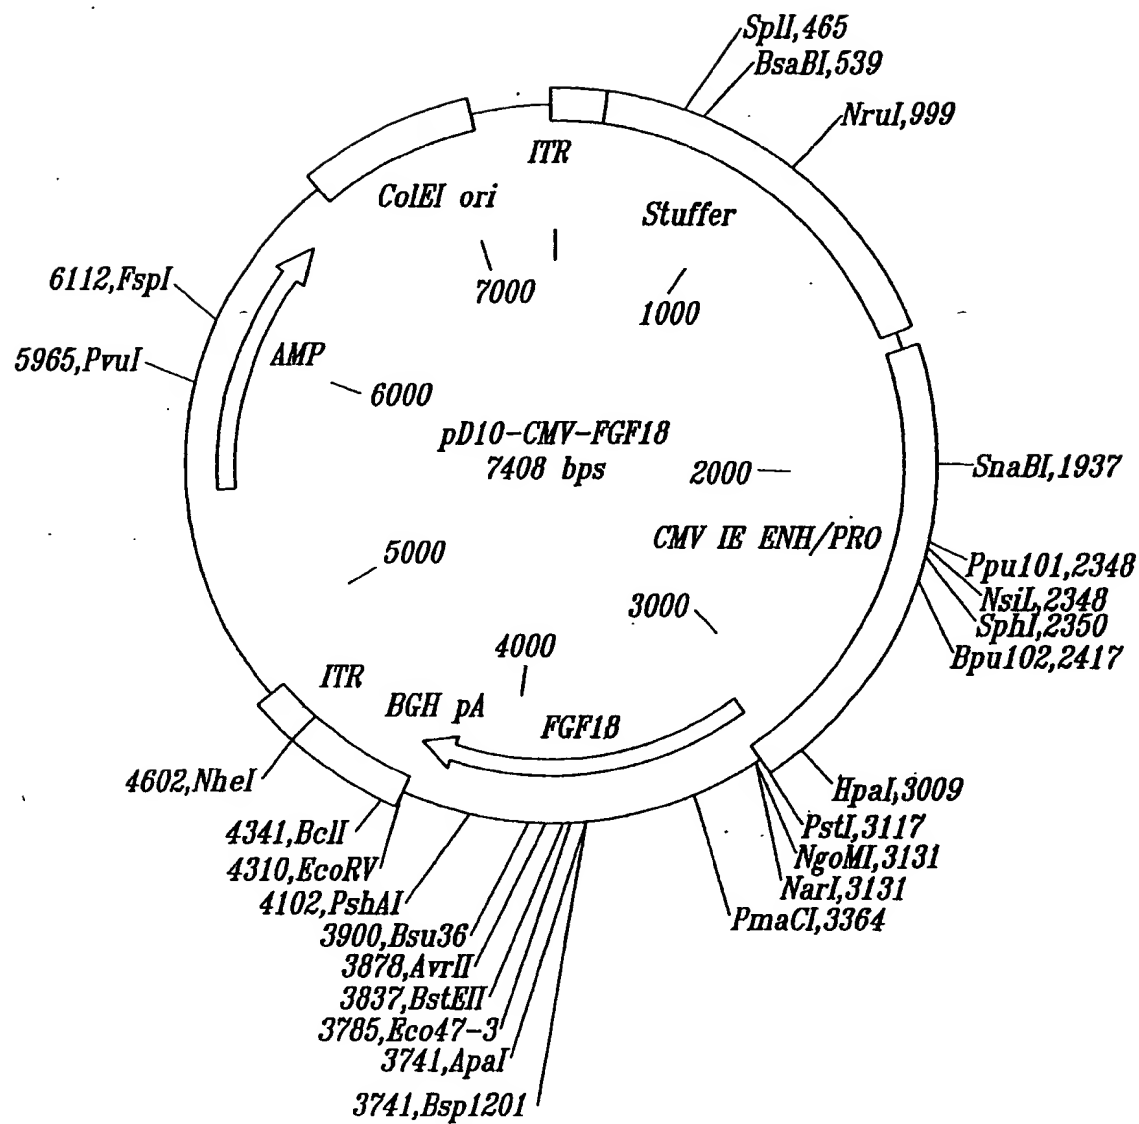 SplI,465
BsaBI,539
NruI,999
ITR
ColEI ori
Stuffer
7000
1000
6112,FspI
5965,PvuI
AMP
6000
pD10-CMV-FGF18
7408 bps
2000
SnaBI,1937
CMV IE ENH/PRO
5000
Ppu101,2348
NsiI,2348
SphI,2350
Bpu102,2417
3000
4000
ITR
BGH pA
FGF18
4602,NheI
HpaI,3009
PstI,3117
NgoMI,3131
NarI,3131
PmaCI,3364
4341,BclI
4310,EcoRV
4102,PshAI
3900,Bsu36
3878,AvrII
3837,BstEII
3785,Eco47-3
3741,ApaI
3741,Bsp1201